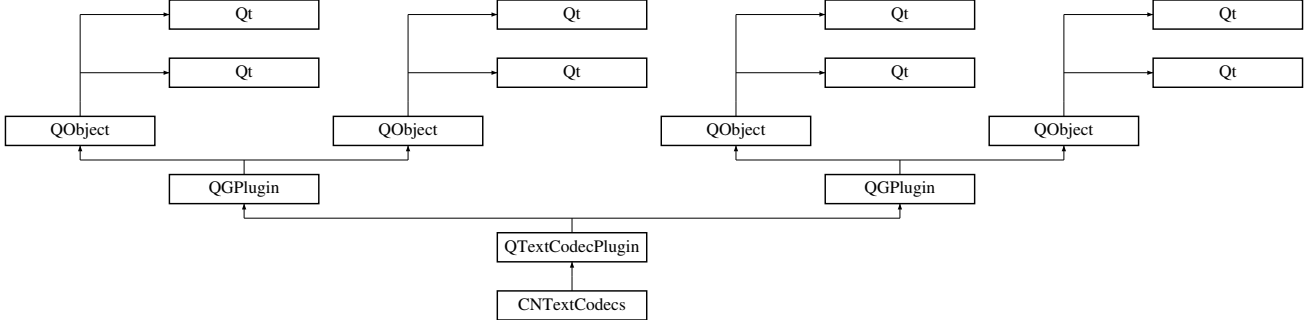 Qt Qt Qt Qt
Qt Qt Qt Qt
QObject QObject QObject QObject
QGPlugin QGPlugin
QTextCodecPlugin
CNTextCodecs